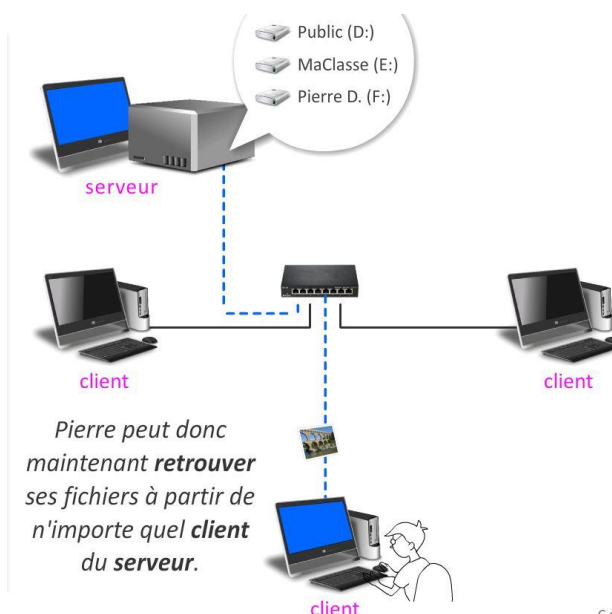 Public (D:)
MaClasse (E:)
Pierre D. (F:)
serveur
client
client
Pierre peut donc
maintenant retrouver
ses fichiers à partir de
n'importe quel client
du serveur.
client